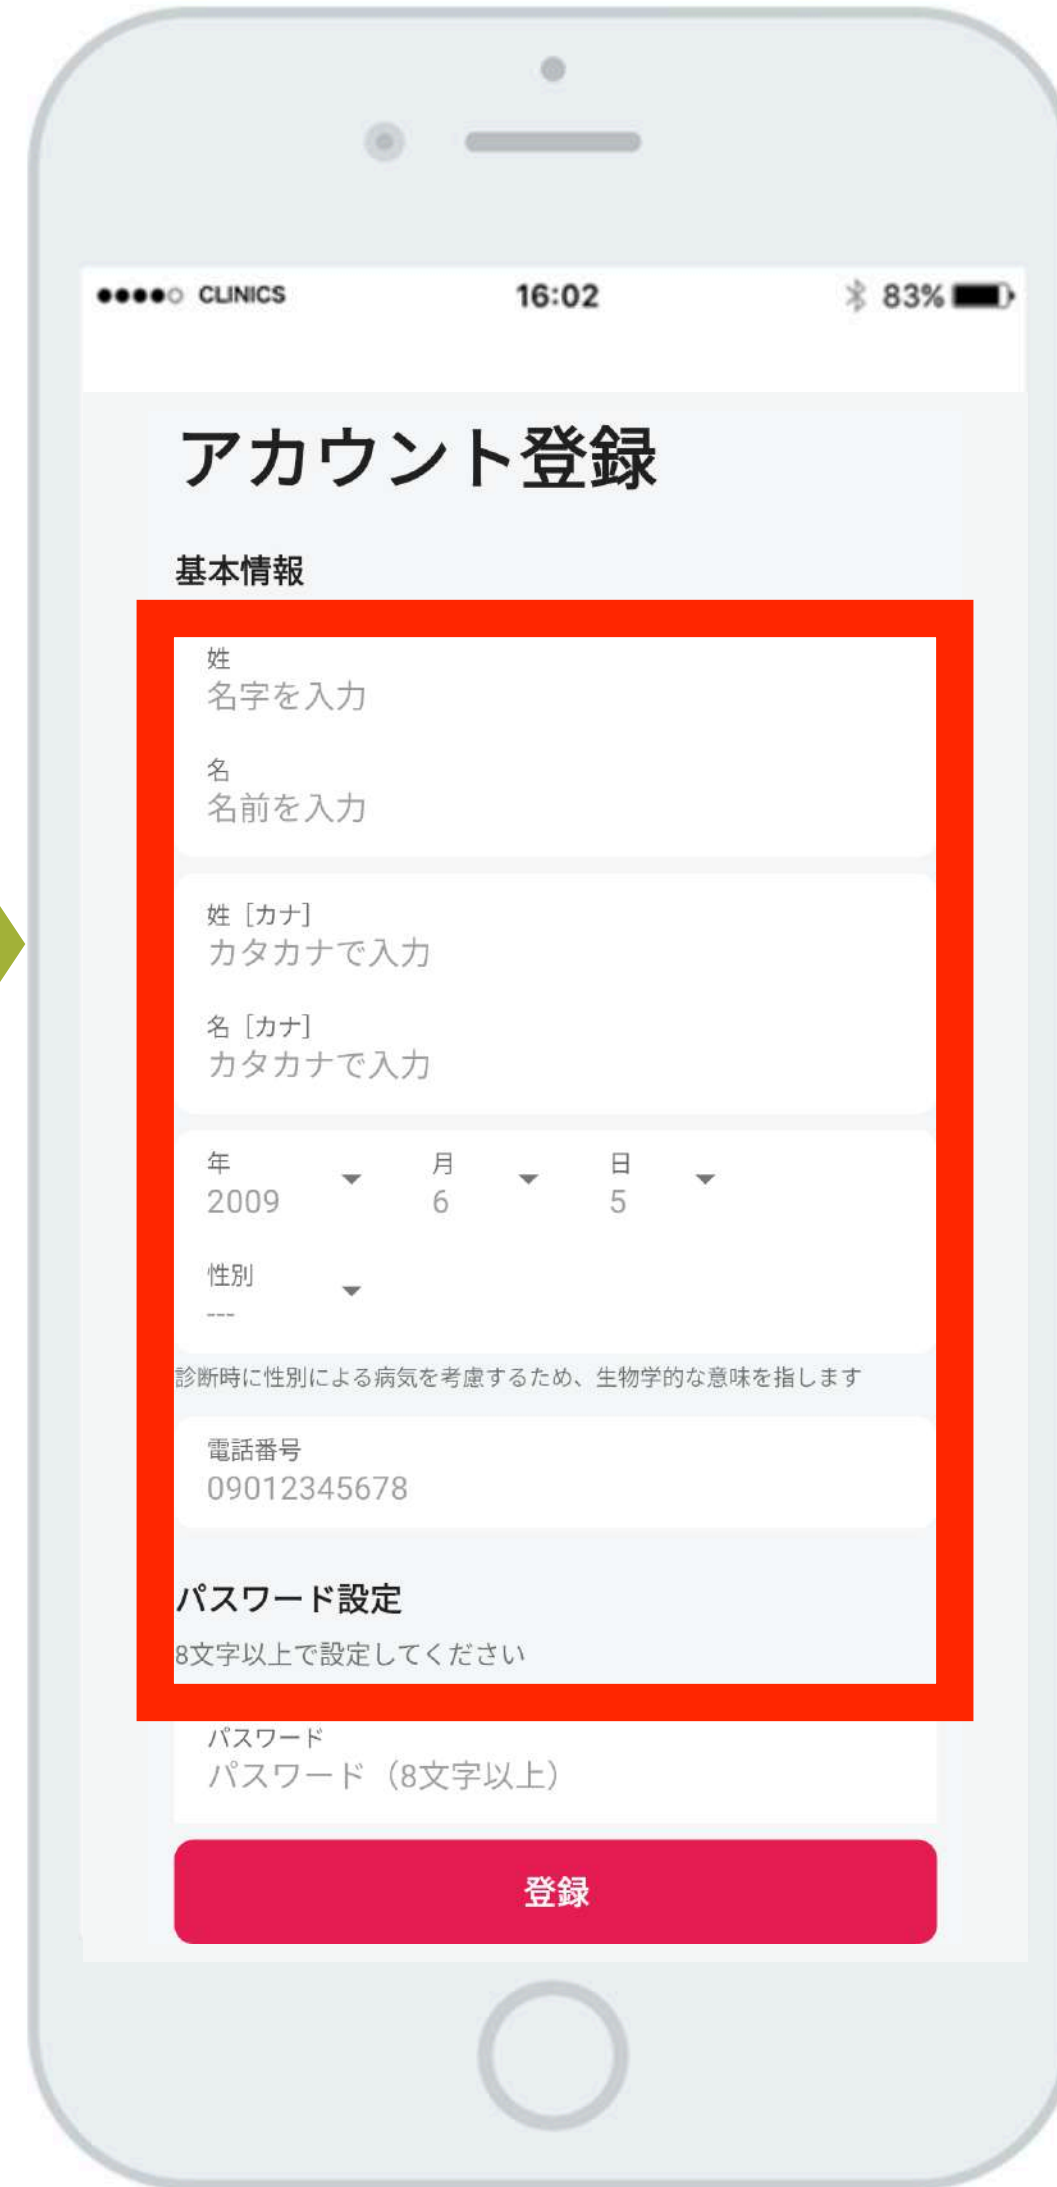 CLINICS 16:02 83%
アカウント登録
基本情報
姓
名字を入力
名
名前を入力
姓［カナ］
カタカナで入力
名［カナ］
カタカナで入力
年 月 日
2009 6 5
性別
---
診断時に性別による病気を考慮するため、生物学的な意味を指します
電話番号
09012345678
パスワード設定
8文字以上で設定してください
パスワード
パスワード（8文字以上）
登録